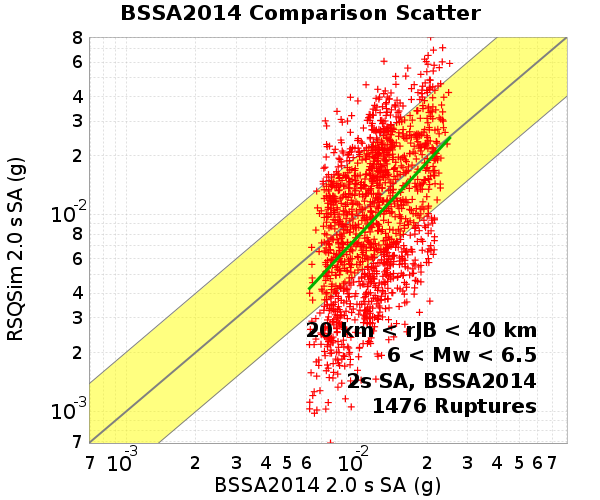 BSSA2014 Comparison Scatter
RSQSim 2.0 s SA (g)
8
6
4
3
2
10-2
8
6
4
3
2
10-3
7
20 km < rJB < 40 km
6 < Mw < 6.5
2s SA, BSSA2014
1476 Ruptures
7 10-3 2 3 4 5 6 10-2 2 3 4 5 6 7
BSSA2014 2.0 s SA (g)